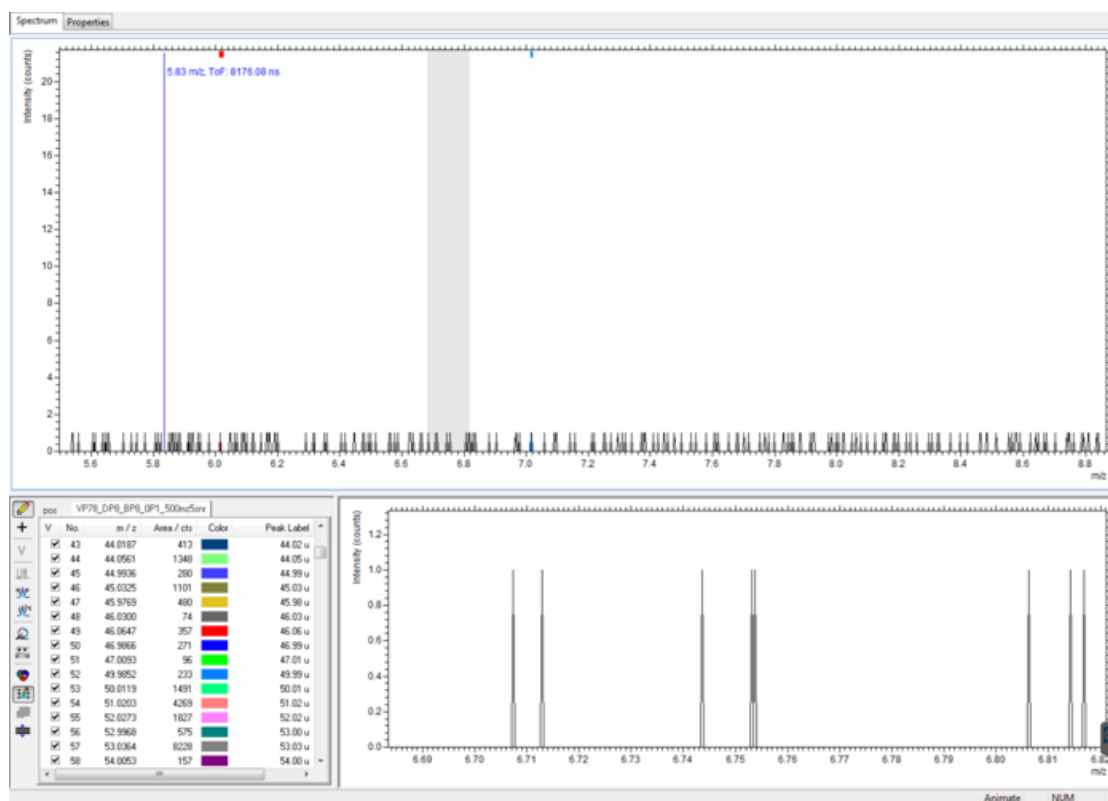 Spectrum Properties
Intensity (counts)
5.83 m/z, ToF: 8176.08 ns
20
18
16
14
12
10
8
6
4
2
0
5.6 5.8 6.0 6.2 6.4 6.6 6.8 7.0 7.2 7.4 7.6 7.8 8.0 8.2 8.4 8.6 8.8
m/z
pos VP78_DP8_BP8_0P1_500mz5snr
V No. m / z Area / cts Color Peak Label
43 44.0187 413 44.02 u
44 44.0561 1348 44.05 u
45 44.9936 280 44.99 u
46 45.0325 1101 45.03 u
47 45.9769 480 45.98 u
48 46.0300 74 46.03 u
49 46.0647 357 46.06 u
50 46.9866 271 46.99 u
51 47.0093 96 47.01 u
52 49.9852 233 49.99 u
53 50.0119 1491 50.01 u
54 51.0203 4269 51.02 u
55 52.0273 1827 52.02 u
56 52.9968 575 53.00 u
57 53.0364 8228 53.03 u
58 54.0053 157 54.00 u
Intensity (counts)
1.2
1.0
0.8
0.6
0.4
0.2
0.0
6.69 6.70 6.71 6.72 6.73 6.74 6.75 6.76 6.77 6.78 6.79 6.80 6.81 6.82
m/z
Animate NUM